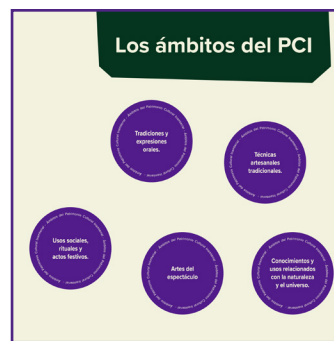 Los ámbitos del PCI
Tradiciones y
expresiones
orales.
Técnicas
artesanales
tradicionales.
Usos sociales,
rituales y
actos festivos.
Artes del
espectáculo
Conocimientos y
usos relacionados
con la naturaleza
y el universo.